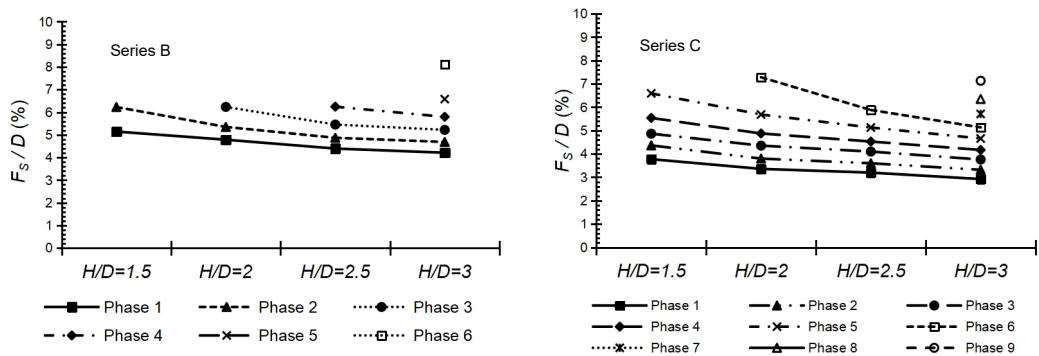 10
9
8
7
6
5
4
3
2
1
0
F_S / D (%)
Series B
H/D=1.5 H/D=2 H/D=2.5 H/D=3
Phase 1 Phase 2 Phase 3
Phase 4 Phase 5 Phase 6
10
9
8
7
6
5
4
3
2
1
0
F_S / D (%)
Series C
H/D=1.5 H/D=2 H/D=2.5 H/D=3
Phase 1 Phase 2 Phase 3
Phase 4 Phase 5 Phase 6
Phase 7 Phase 8 Phase 9